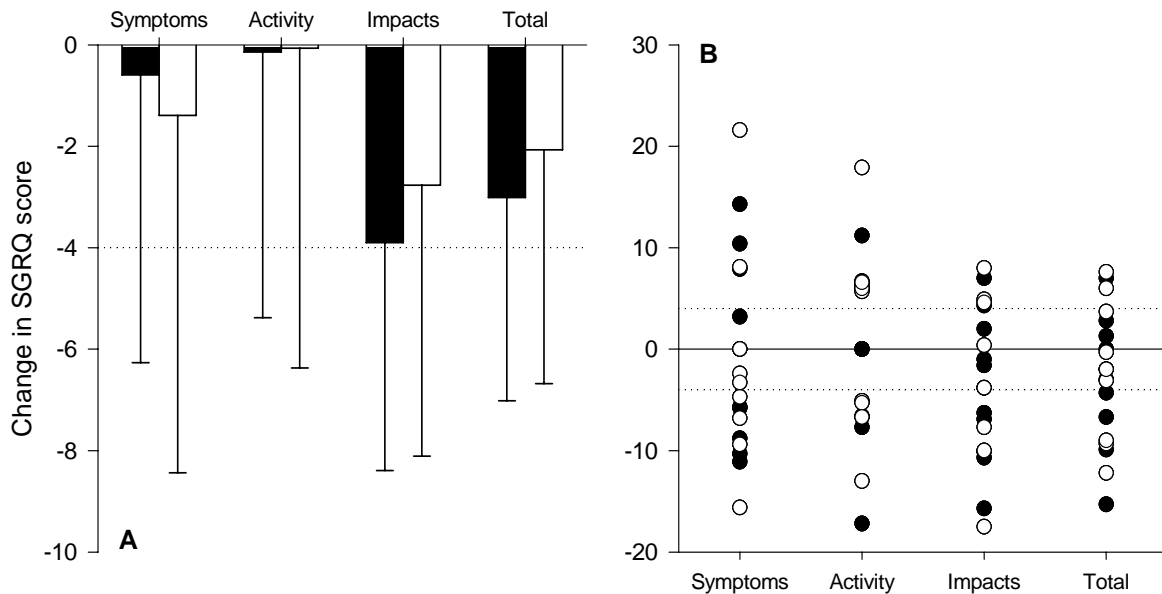 Symptoms Activity Impacts Total
0
-2
-4
-6
-8
-10
Change in SGRQ score
A
30
20
10
0
-10
-20
B
Symptoms Activity Impacts Total